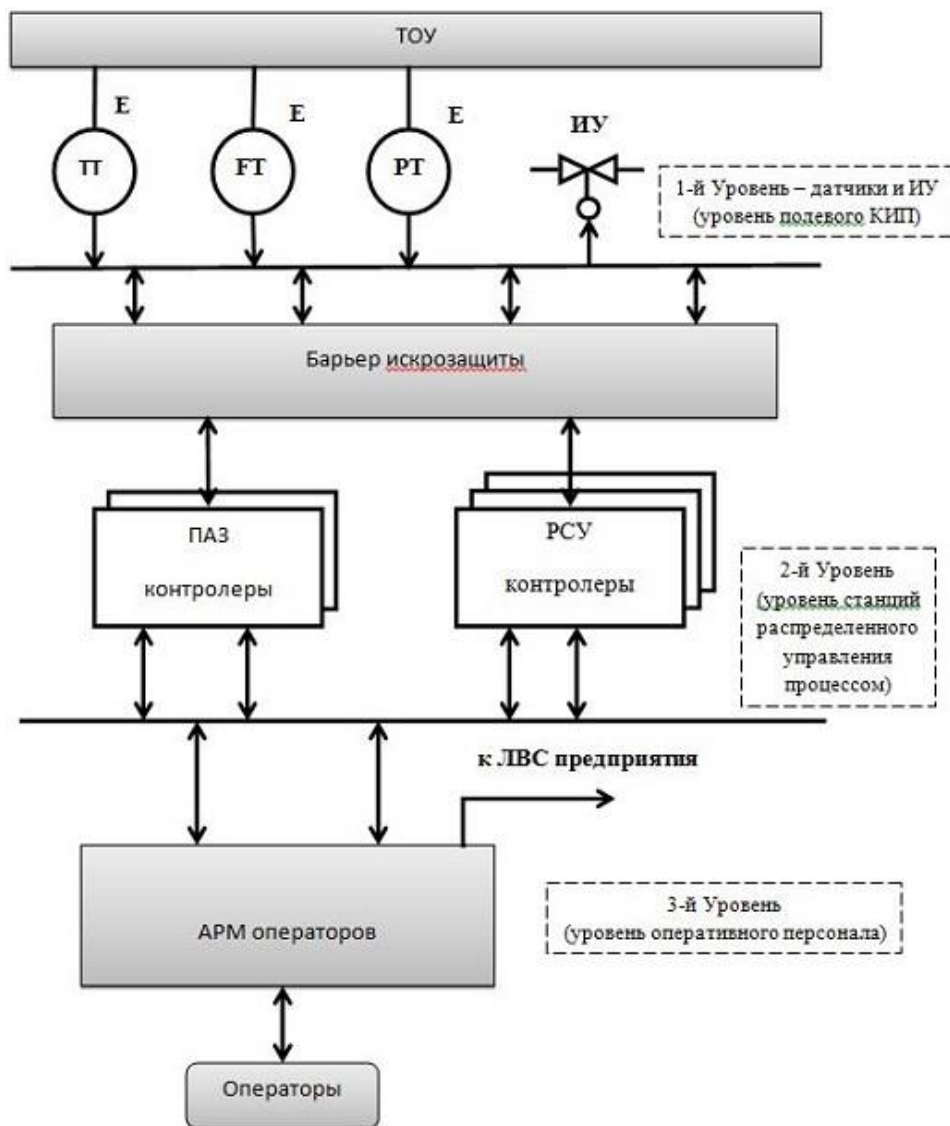 ТОУ
Е
Е
Е
ИУ
ТТ
FT
PT
1-й Уровень – датчики и ИУ
(уровень полевого КИП)
Барьер искрозащиты
ПАЗ
контролеры
РСУ
контролеры
2-й Уровень
(уровень станций
распределенного
управления
процессом)
к ЛВС предприятия
АРМ операторов
3-й Уровень
(уровень оперативного персонала)
Операторы